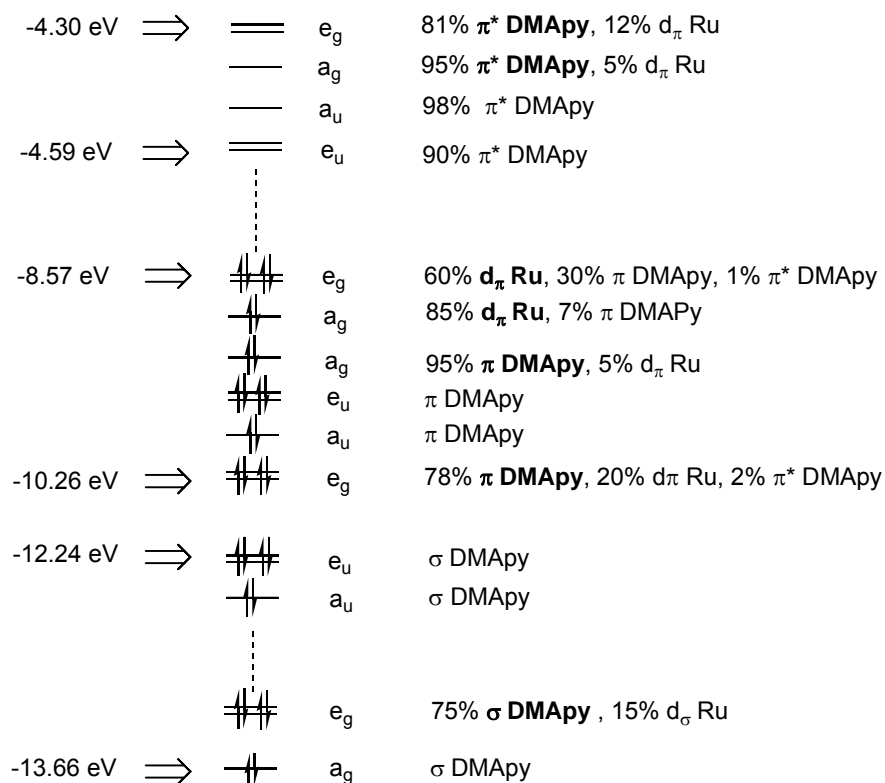 -4.30 eV ⇒ e_g 81% π* DMApy, 12% d_π Ru
a_g 95% π* DMApy, 5% d_π Ru
a_u 98% π* DMApy
-4.59 eV ⇒ e_u 90% π* DMApy
-8.57 eV ⇒ e_g 60% d_π Ru, 30% π DMApy, 1% π* DMApy
a_g 85% d_π Ru, 7% π DMAPy
a_g 95% π DMApy, 5% d_π Ru
e_u π DMApy
a_u π DMApy
-10.26 eV ⇒ e_g 78% π DMApy, 20% dπ Ru, 2% π* DMApy
-12.24 eV ⇒ e_u σ DMApy
a_u σ DMApy
e_g 75% σ DMApy , 15% d_σ Ru
-13.66 eV ⇒ a_g σ DMApy